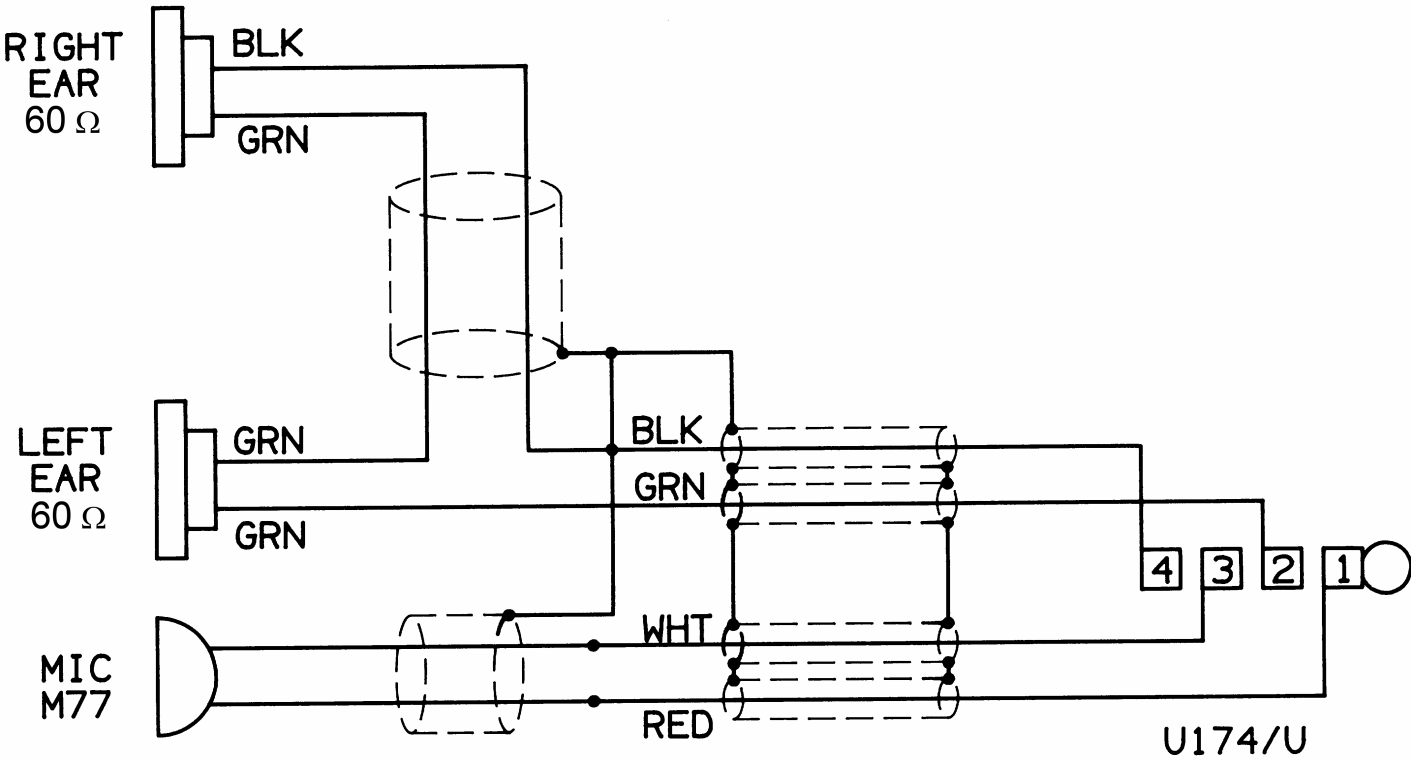 RIGHT
EAR
60 Ω
BLK
GRN
LEFT
EAR
60 Ω
GRN
GRN
BLK
GRN
4 3 2 1
MIC
M77
WHT
RED
U174/U